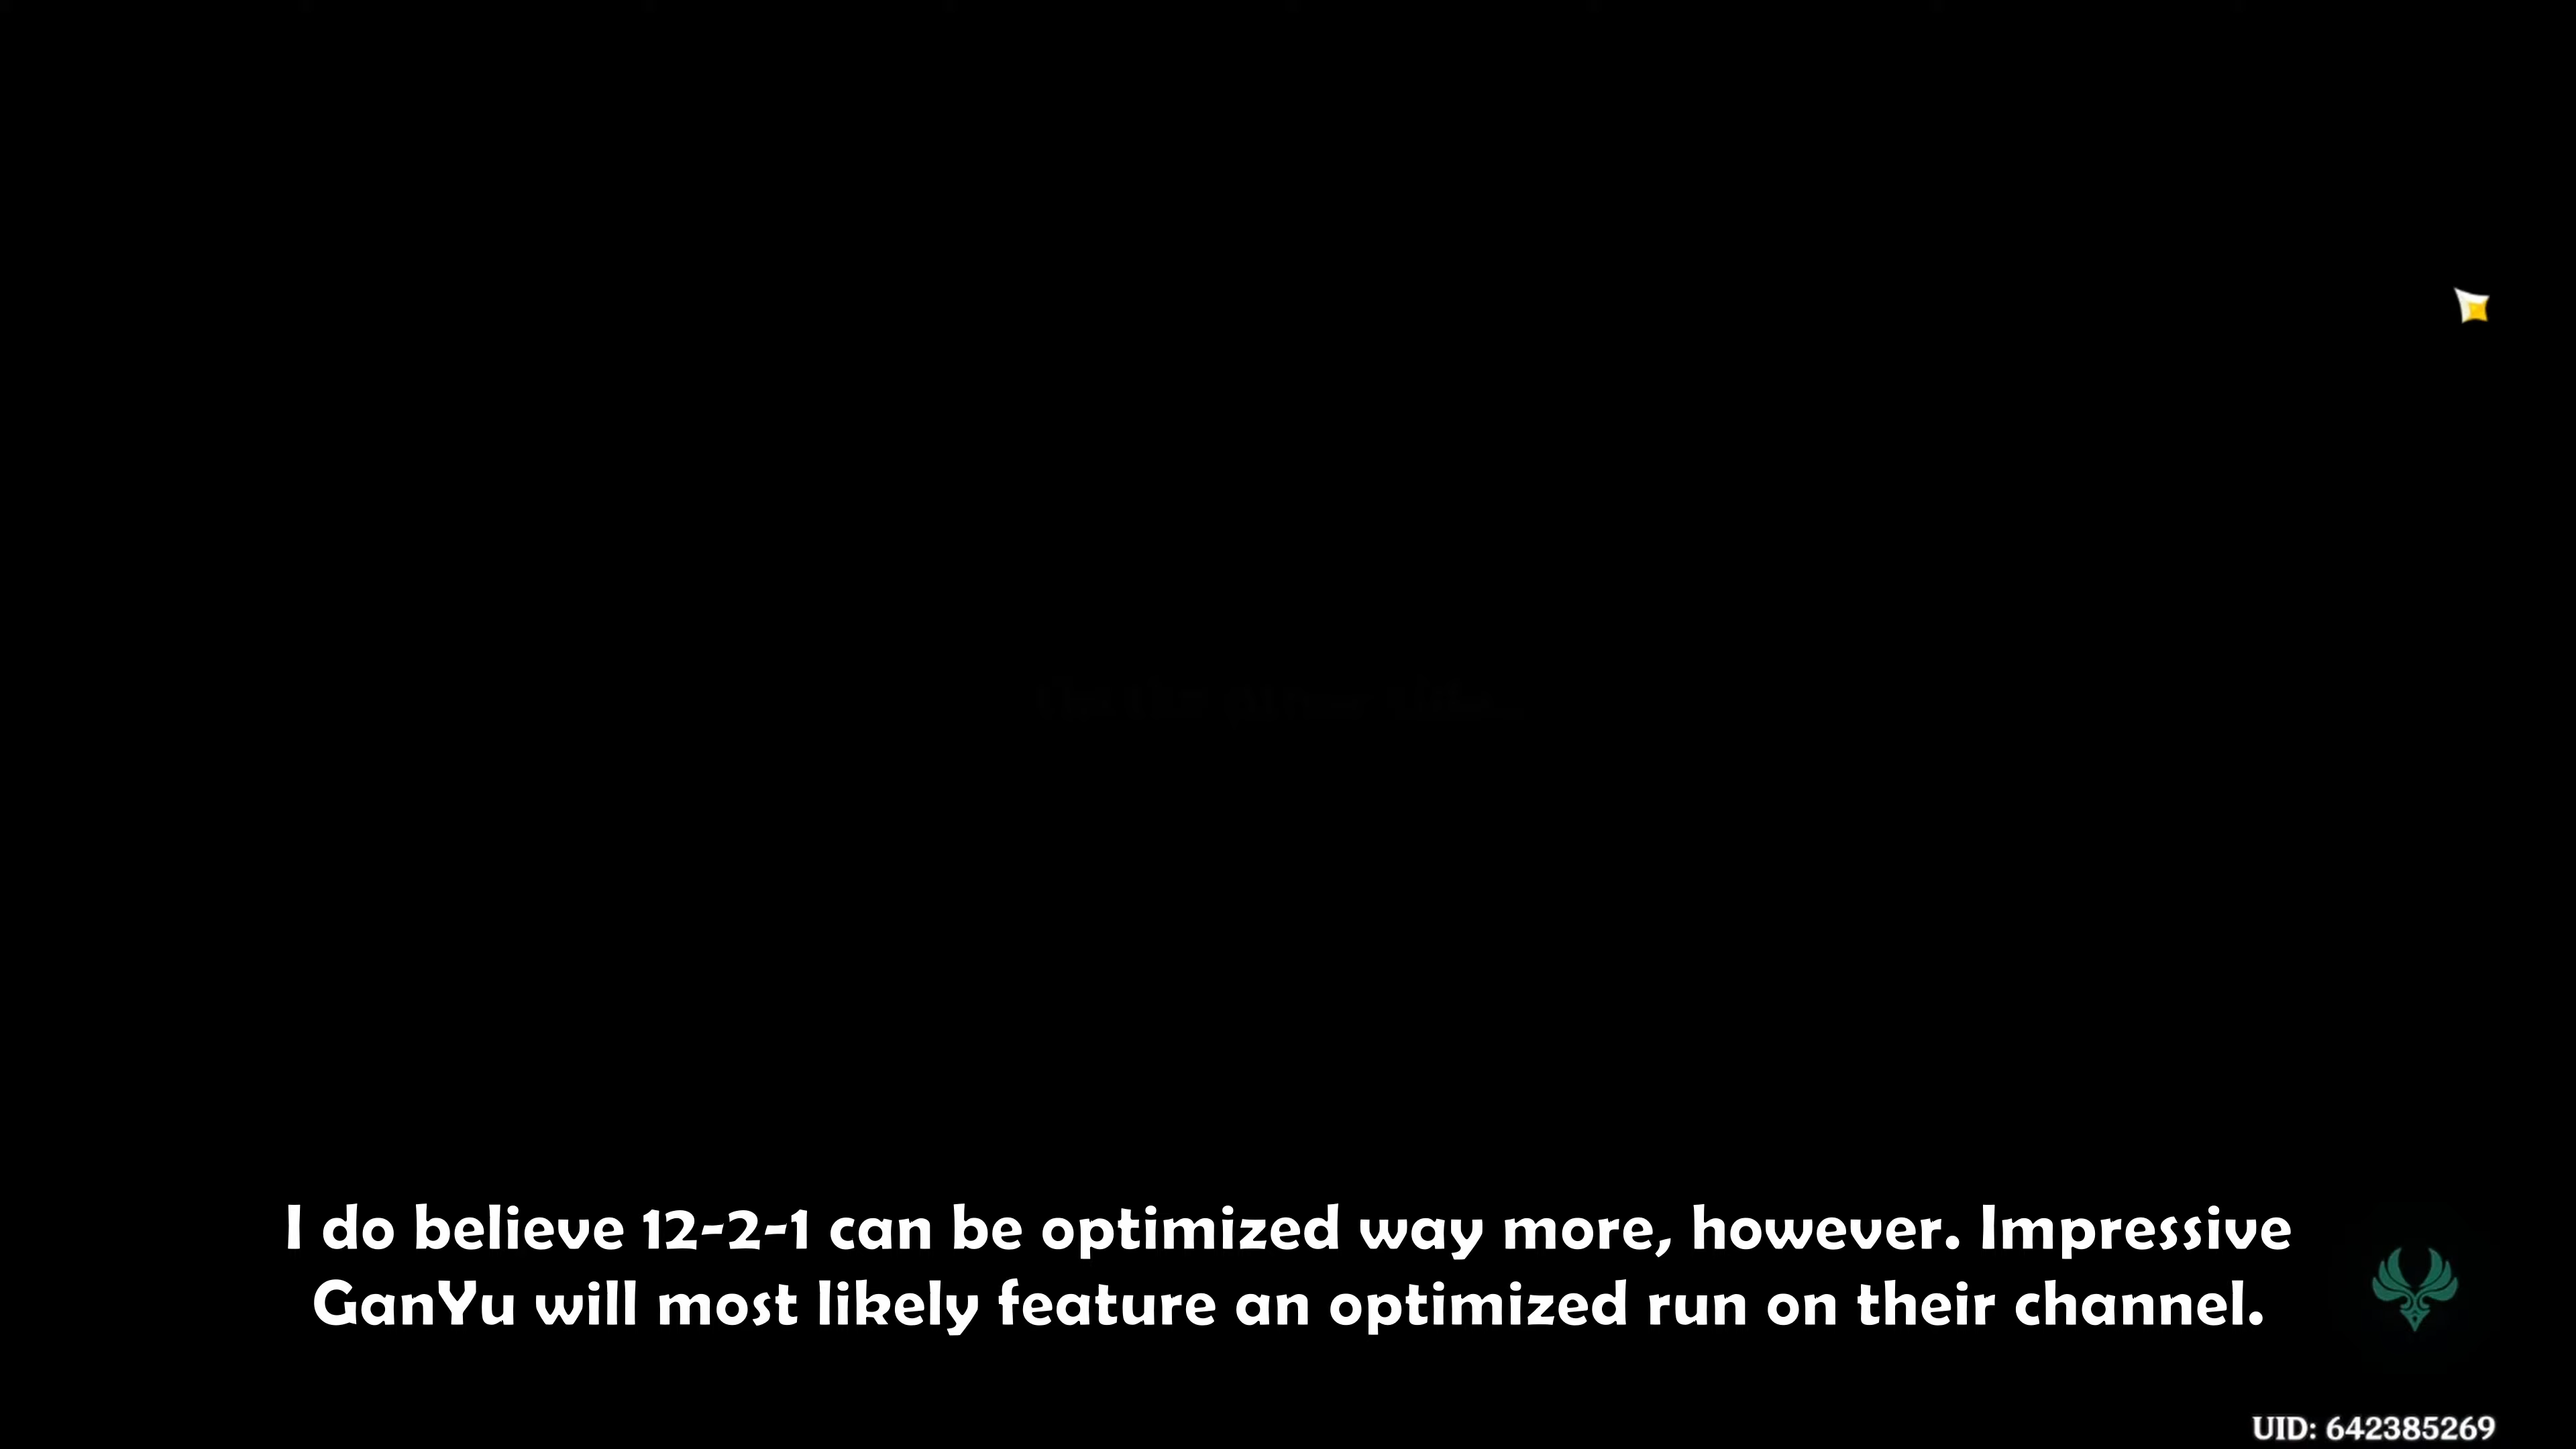 I do believe 12-2-1 can be optimized way more, however. Impressive
GanYu will most likely feature an optimized run on their channel.
UID: 642385269